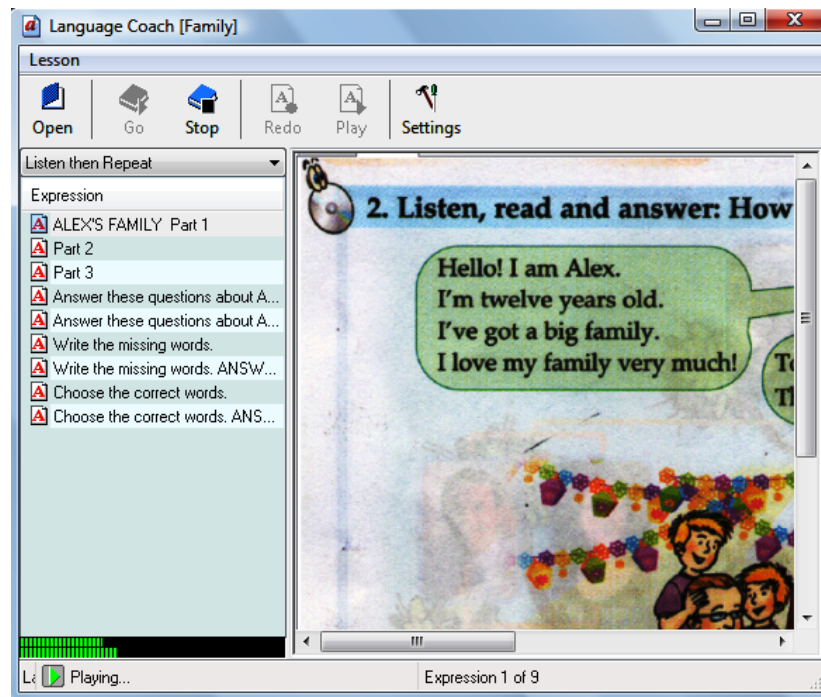 Language Coach [Family]
Lesson
Open Go Stop Redo Play Settings
Listen then Repeat
Expression
ALEX'S FAMILY Part 1
Part 2
Part 3
Answer these questions about A...
Answer these questions about A...
Write the missing words.
Write the missing words. ANSW...
Choose the correct words.
Choose the correct words. ANS...
2. Listen, read and answer: How
Hello! I am Alex.
I'm twelve years old.
I've got a big family.
I love my family very much!
Playing...
Expression 1 of 9